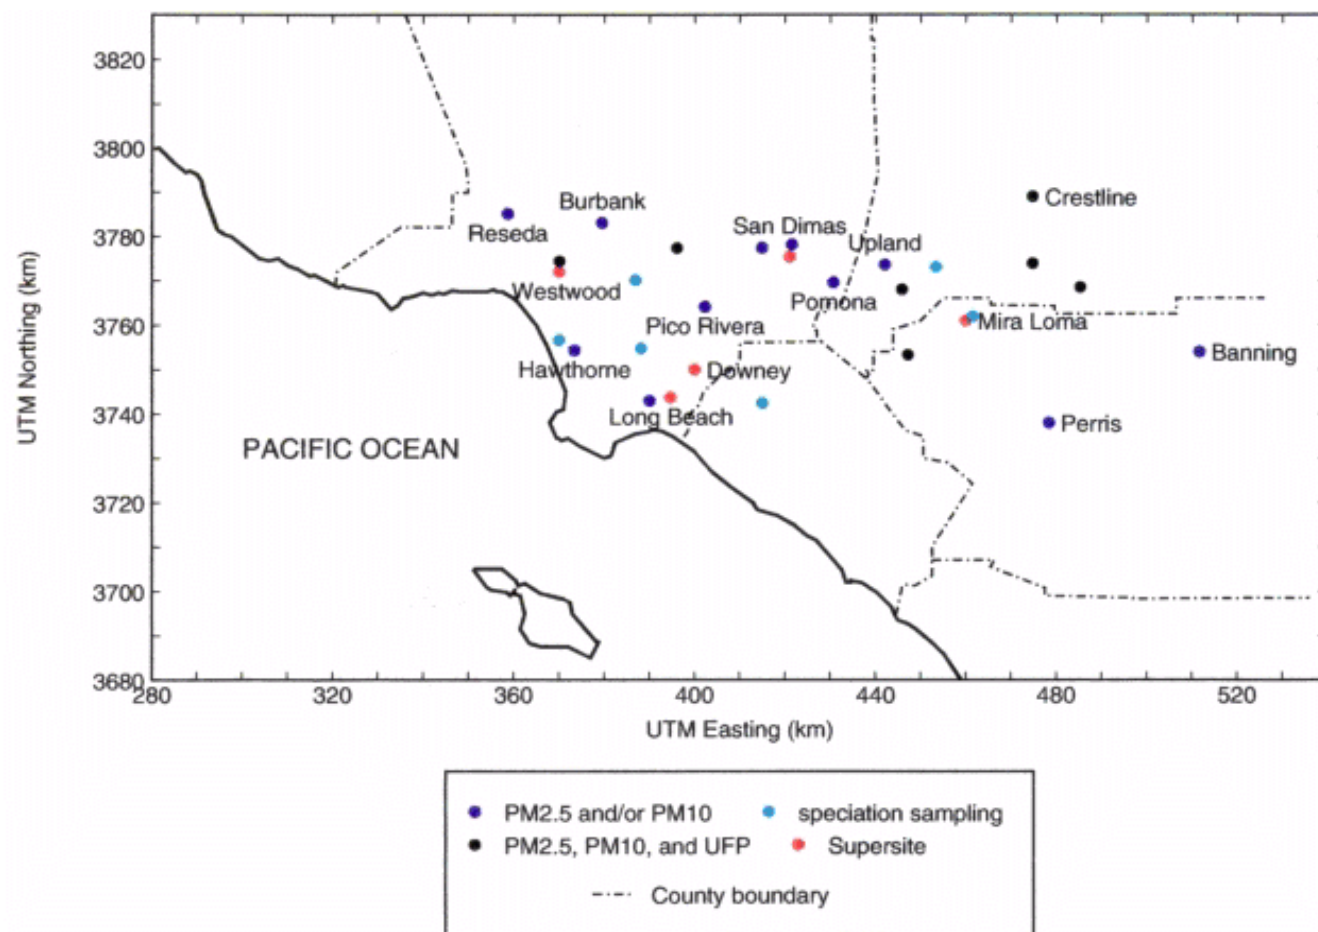 3820
3800
3780
3760
3740
3720
3700
3680
UTM Northing (km)
Crestline
Burbank
Reseda
San Dimas
Upland
Westwood
Pomona
Pico Rivera
Mira Loma
Banning
Hawthorne
Downey
Long Beach
Perris
PACIFIC OCEAN
280 320 360 400 440 480 520
UTM Easting (km)
PM2.5 and/or PM10 speciation sampling
PM2.5, PM10, and UFP Supersite
County boundary